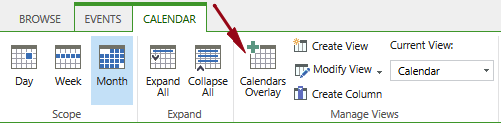 BROWSE EVENTS CALENDAR
Day Week Month
Scope
Expand All
Collapse All
Expand
Calendars Overlay
Create View
Modify View
Create Column
Current View:
Calendar
Manage Views